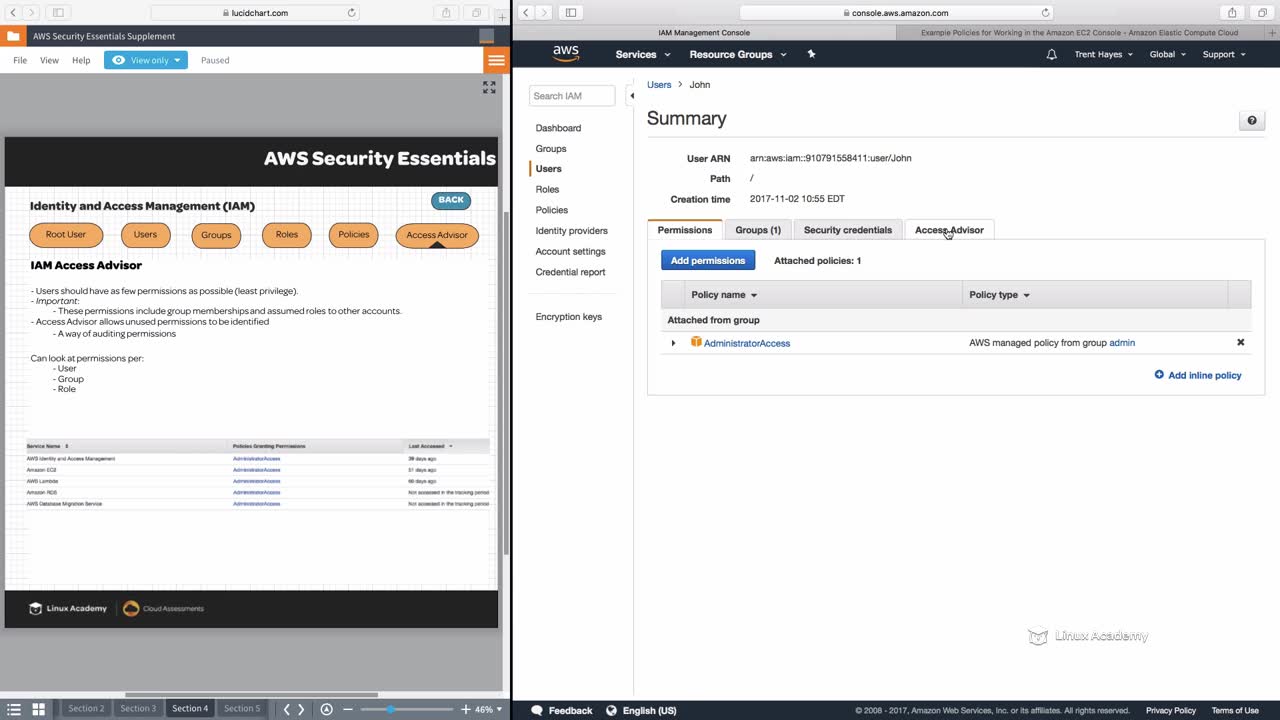 lucidchart.com
AWS Security Essentials Supplement
File View Help View only Paused
AWS Security Essentials
Identity and Access Management (IAM)
BACK
Root User Users Groups Roles Policies Access Advisor
IAM Access Advisor
- Users should have as few permissions as possible (least privilege).
- Important:
- These permissions include group memberships and assumed roles to other accounts.
- Access Advisor allows unused permissions to be identified
- A way of auditing permissions
Can look at permissions per:
- User
- Group
- Role
Service Name Policies Granting Permissions Last Accessed
AWS Identity and Access Management AdministratorAccess 39 days ago
Amazon EC2 AdministratorAccess 51 days ago
AWS Lambda AdministratorAccess 66 days ago
Amazon RDS AdministratorAccess Not accessed in the tracking period
AWS Database Migration Service AdministratorAccess Not accessed in the tracking period
Linux Academy Cloud Assessments
Section 2 Section 3 Section 4 Section 5 46%
console.aws.amazon.com
IAM Management Console
Example Policies for Working in the Amazon EC2 Console - Amazon Elastic Compute Cloud
aws Services Resource Groups Trent Hayes Global Support
Search IAM
Dashboard
Groups
Users
Roles
Policies
Identity providers
Account settings
Credential report
Encryption keys
Users > John
Summary
User ARN arn:aws:iam::910791558411:user/John
Path /
Creation time 2017-11-02 10:55 EDT
Permissions Groups (1) Security credentials Access Advisor
Add permissions Attached policies: 1
Policy name Policy type
Attached from group
AdministratorAccess AWS managed policy from group admin
Add inline policy
Linux Academy
Feedback English (US) © 2008 - 2017, Amazon Web Services, Inc. or its affiliates. All rights reserved. Privacy Policy Terms of Use